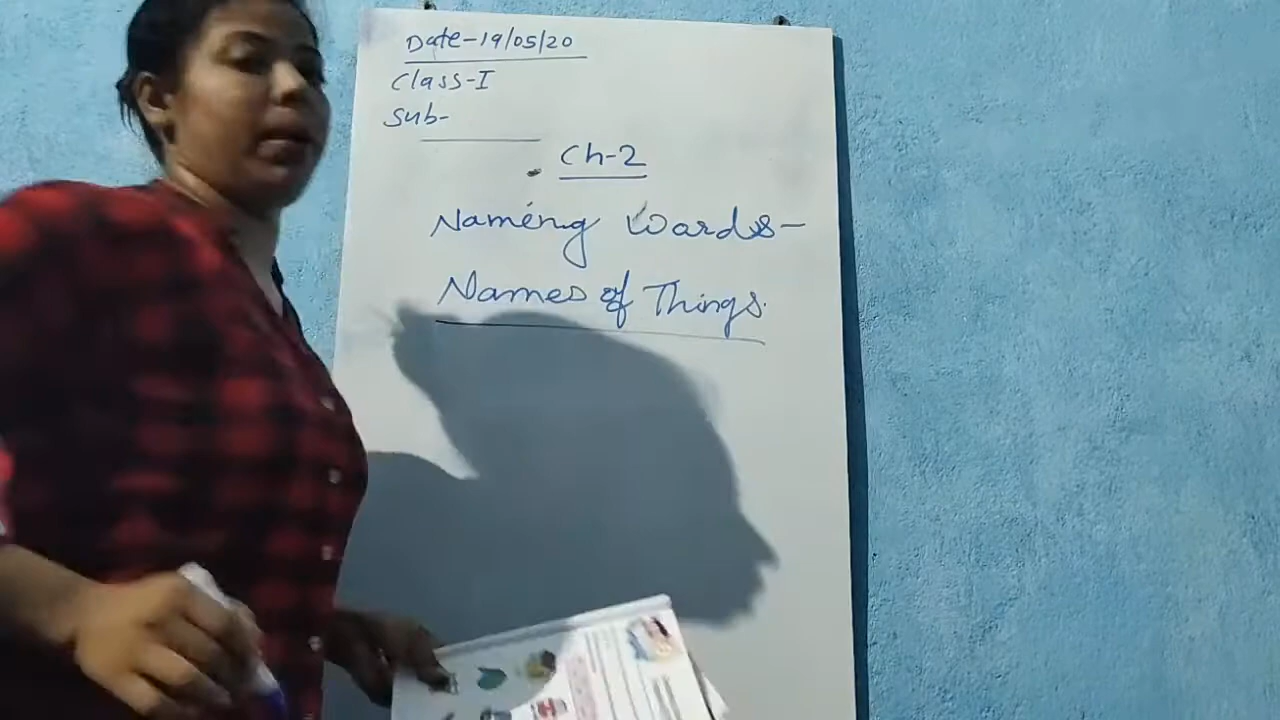 Date-19/05/20
Class-I
Sub-
Ch-2
Naming Words-
Names of Things.